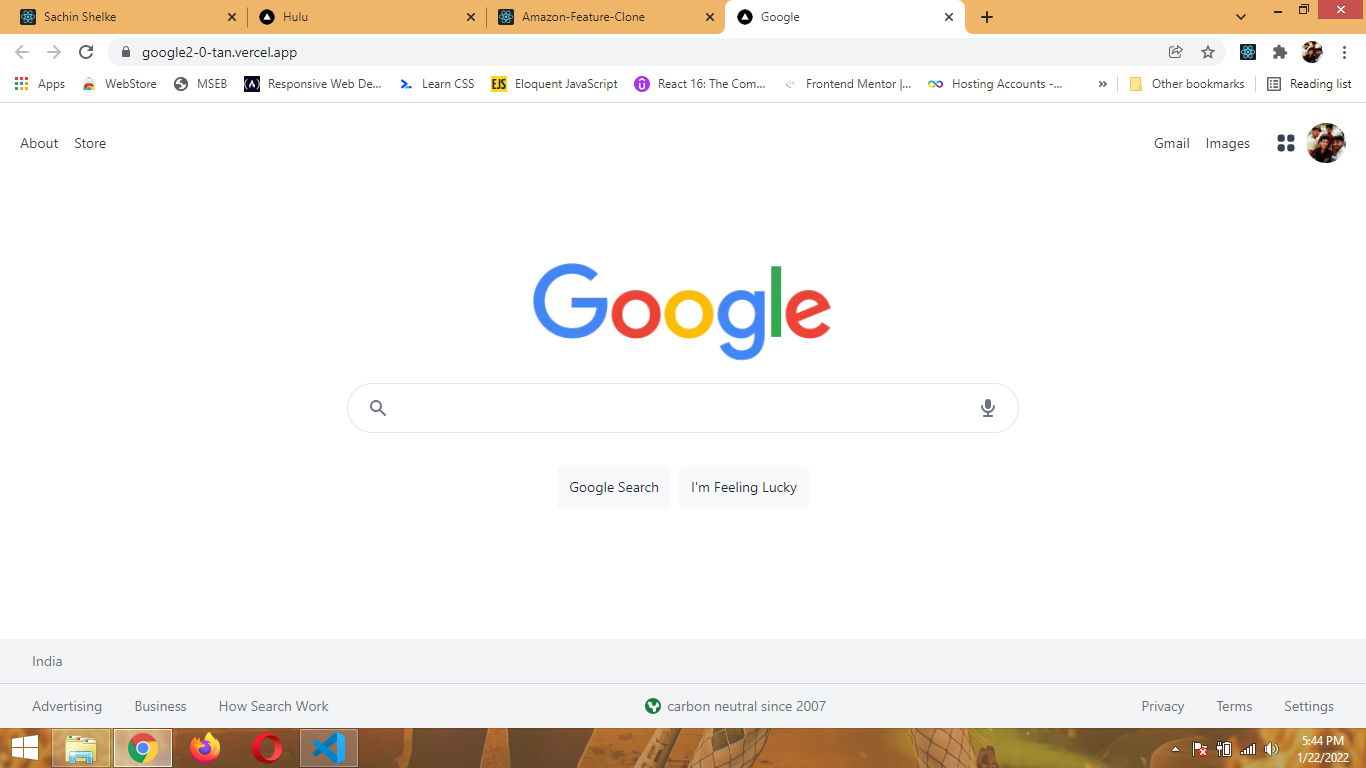 Sachin Shelke
Hulu
Amazon-Feature-Clone
Google
google2-0-tan.vercel.app
Apps
WebStore
MSEB
(A)
Responsive Web De...
Learn CSS
EJS
Eloquent JavaScript
React 16: The Com...
Frontend Mentor |...
Hosting Accounts -...
»
Other bookmarks
Reading list
About
Store
Gmail
Images
Google
Google Search
I'm Feeling Lucky
India
Advertising
Business
How Search Work
carbon neutral since 2007
Privacy
Terms
Settings
5:44 PM
1/22/2022